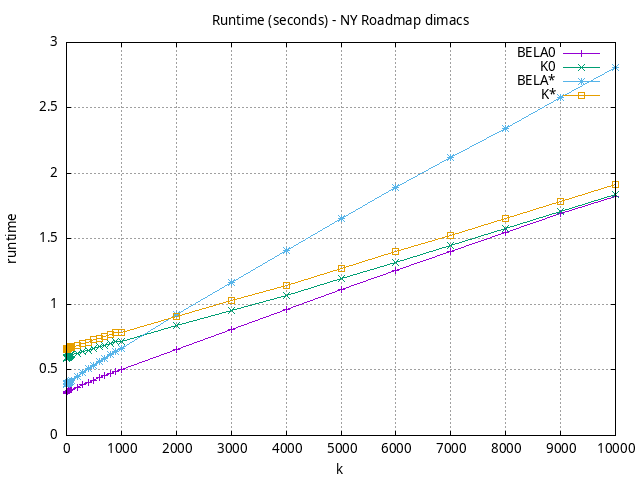 Runtime (seconds) - NY Roadmap dimacs
3
2.5
2
1.5
1
0.5
0
runtime
BELA0
K0
BELA*
K*
0 1000 2000 3000 4000 5000 6000 7000 8000 9000 10000
k